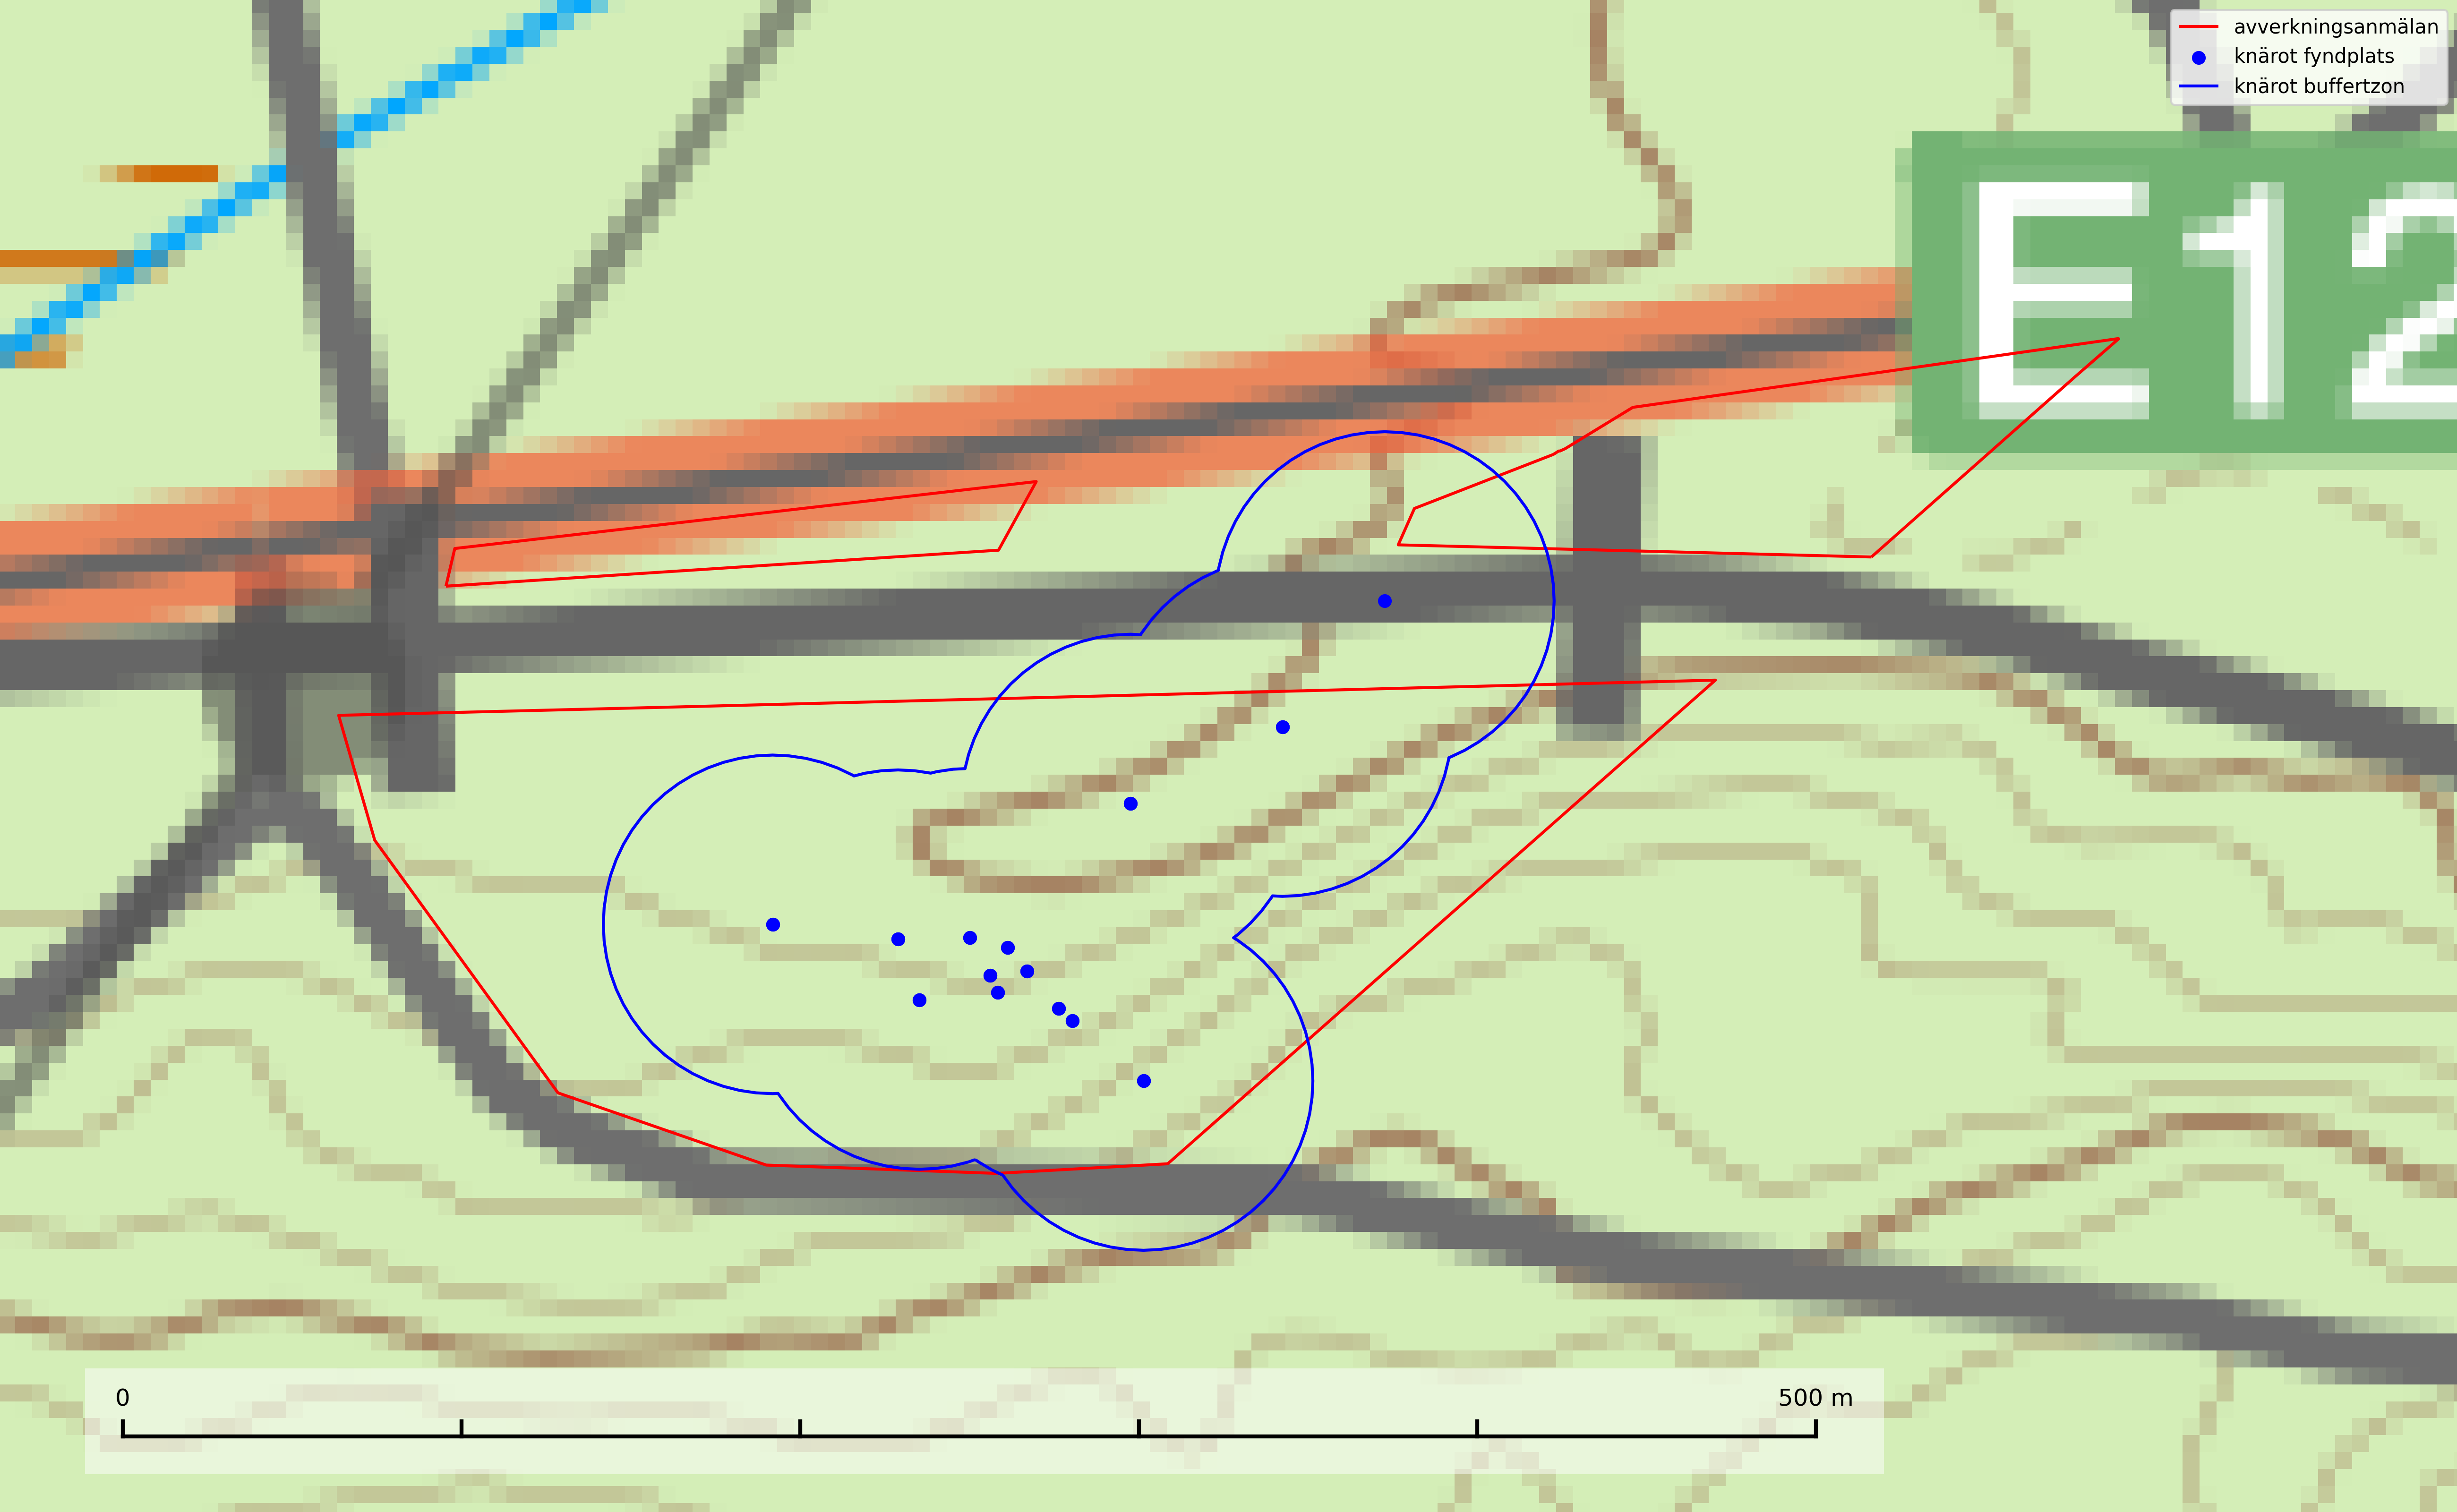 avverkningsanmälan
knärot fyndplats
knärot buffertzon
E12
0 500 m